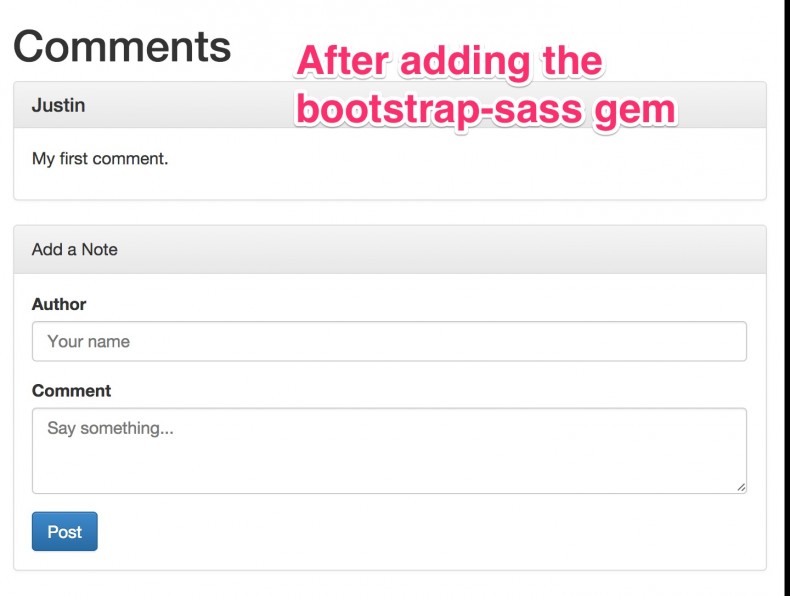 Comments
After adding the
bootstrap-sass gem
Justin
My first comment.
Add a Note
Author
Your name
Comment
Say something...
Post